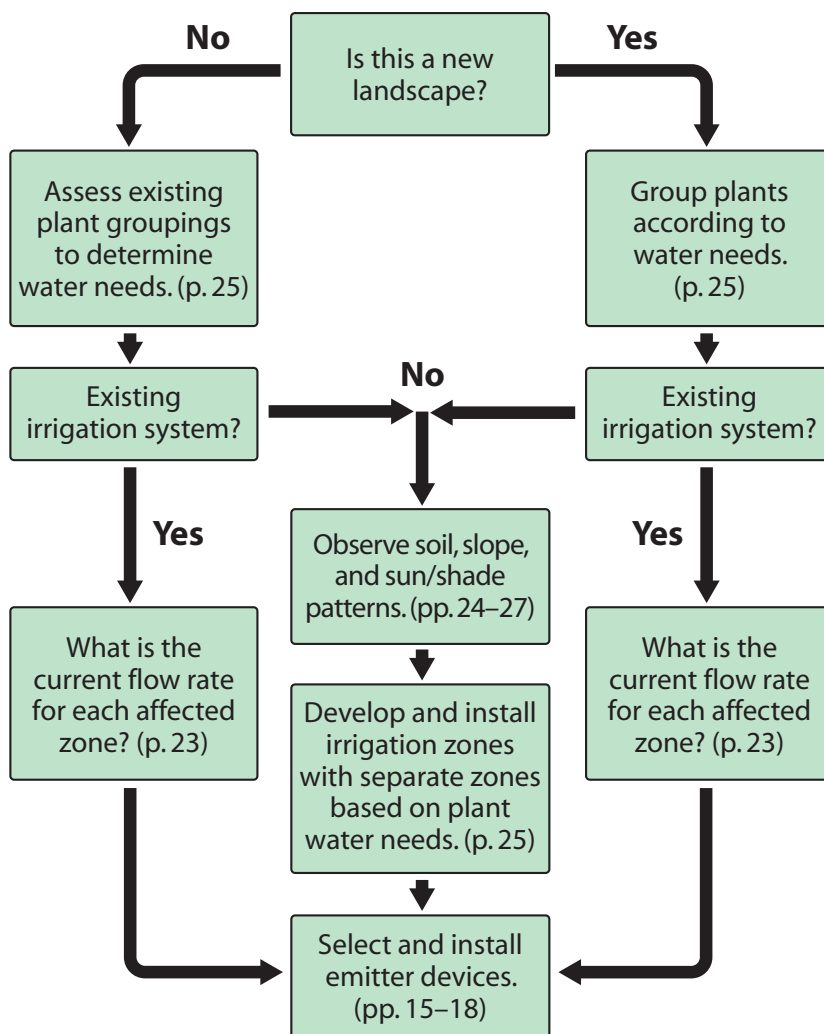 No
Is this a new
landscape?
Yes
Assess existing
plant groupings
to determine
water needs. (p. 25)
Group plants
according to
water needs.
(p. 25)
Existing
irrigation system?
No
Existing
irrigation system?
Yes
Observe soil, slope,
and sun/shade
patterns. (pp. 24–27)
Yes
What is the
current flow rate
for each affected
zone? (p. 23)
Develop and install
irrigation zones
with separate zones
based on plant
water needs. (p. 25)
What is the
current flow rate
for each affected
zone? (p. 23)
Select and install
emitter devices.
(pp. 15–18)